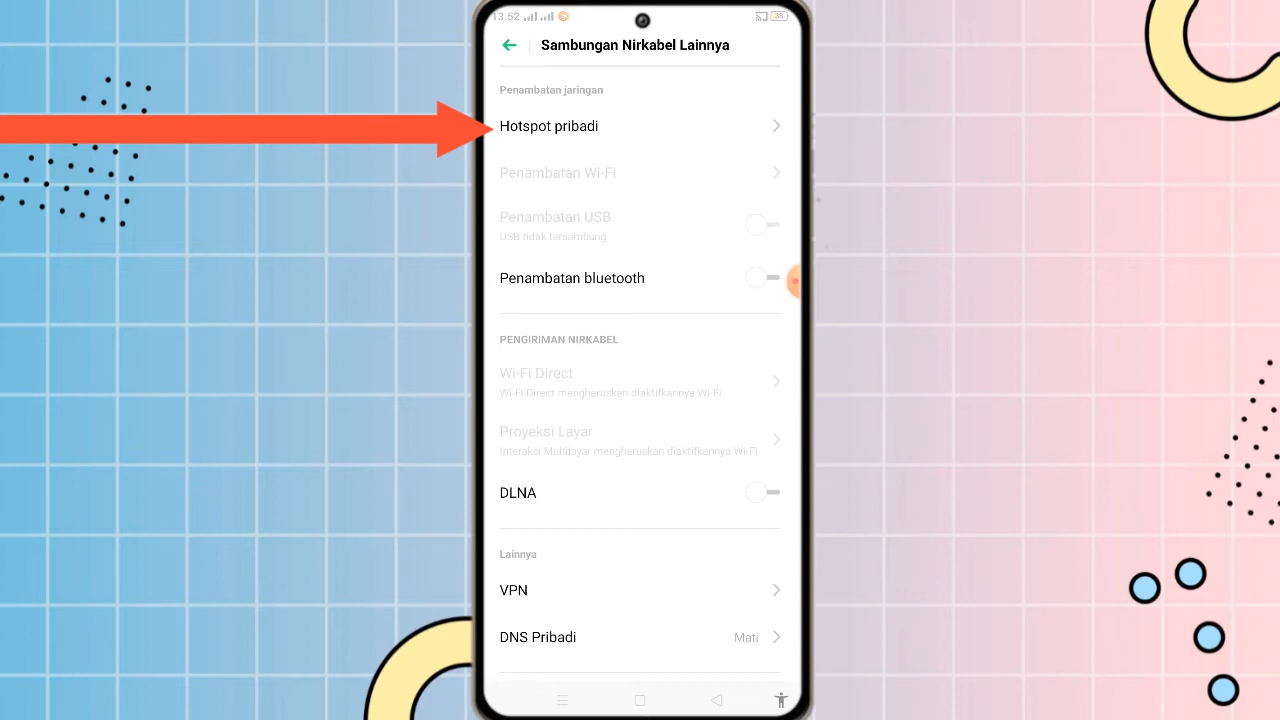 13.52
38
Sambungan Nirkabel Lainnya
Penambatan jaringan
Hotspot pribadi
Penambatan Wi-Fi
Penambatan USB
USB tidak tersambung
Penambatan bluetooth
PENGIRIMAN NIRKABEL
Wi-Fi Direct
Wi-Fi Direct mengharuskan diaktifkannya Wi-Fi
Proyeksi Layar
Interaksi Multilayar mengharuskan diaktifkannya Wi-Fi
DLNA
Lainnya
VPN
DNS Pribadi Mati